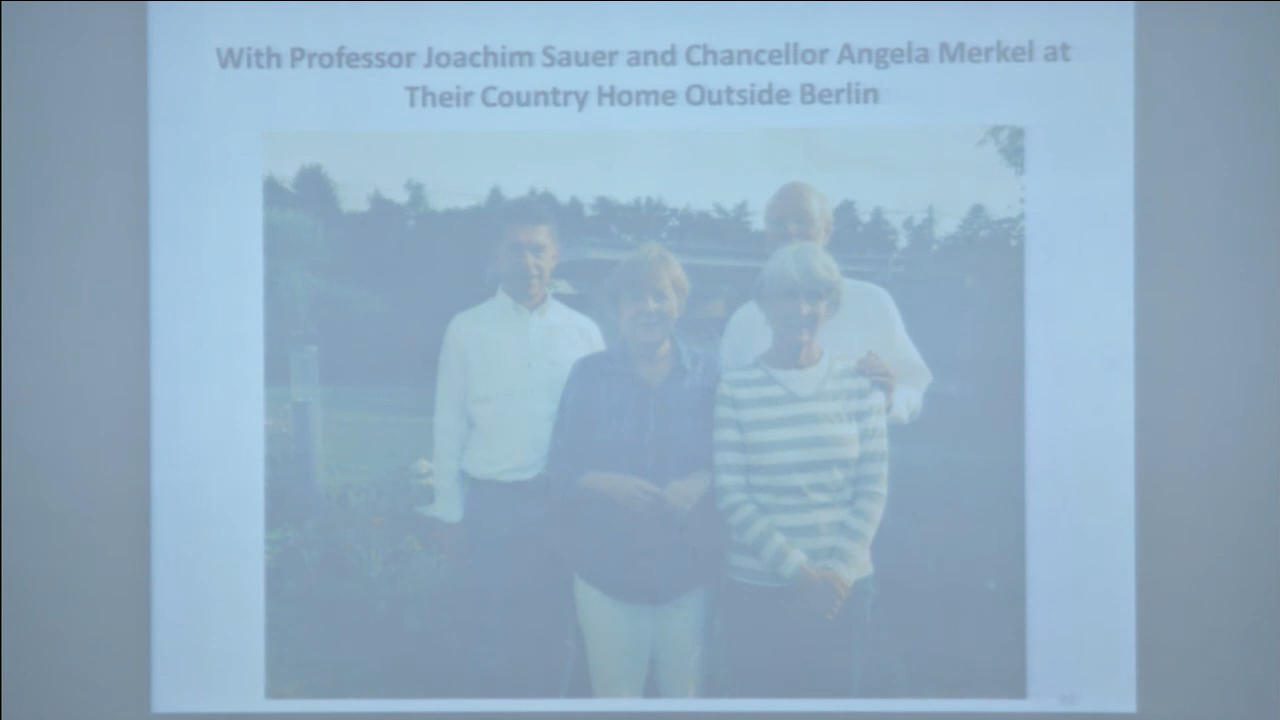 With Professor Joachim Sauer and Chancellor Angela Merkel at
Their Country Home Outside Berlin